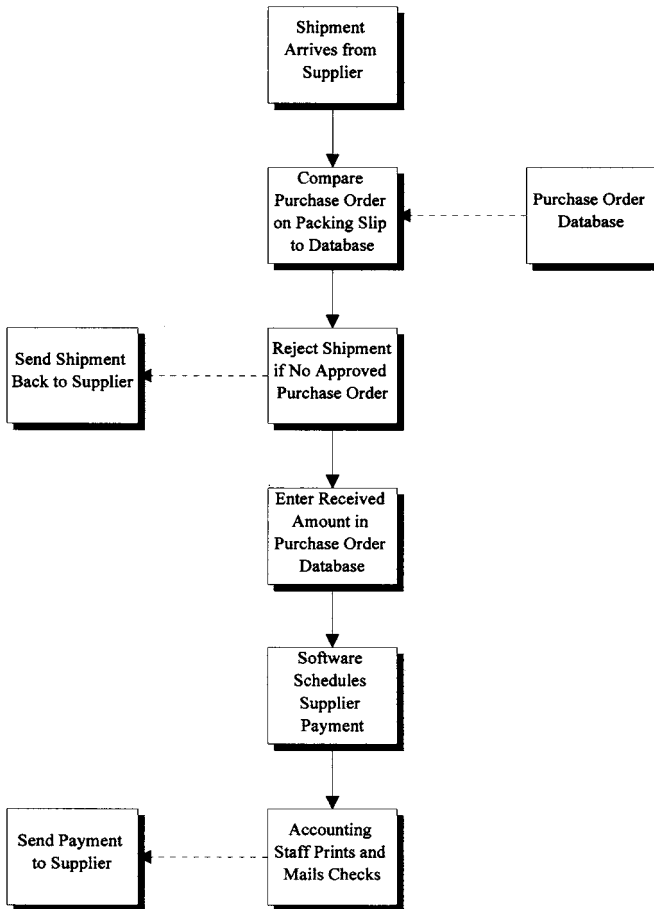 Shipment
Arrives from
Supplier
Compare
Purchase Order
on Packing Slip
to Database
Purchase Order
Database
Send Shipment
Back to Supplier
Reject Shipment
if No Approved
Purchase Order
Enter Received
Amount in
Purchase Order
Database
Software
Schedules
Supplier
Payment
Send Payment
to Supplier
Accounting
Staff Prints and
Mails Checks